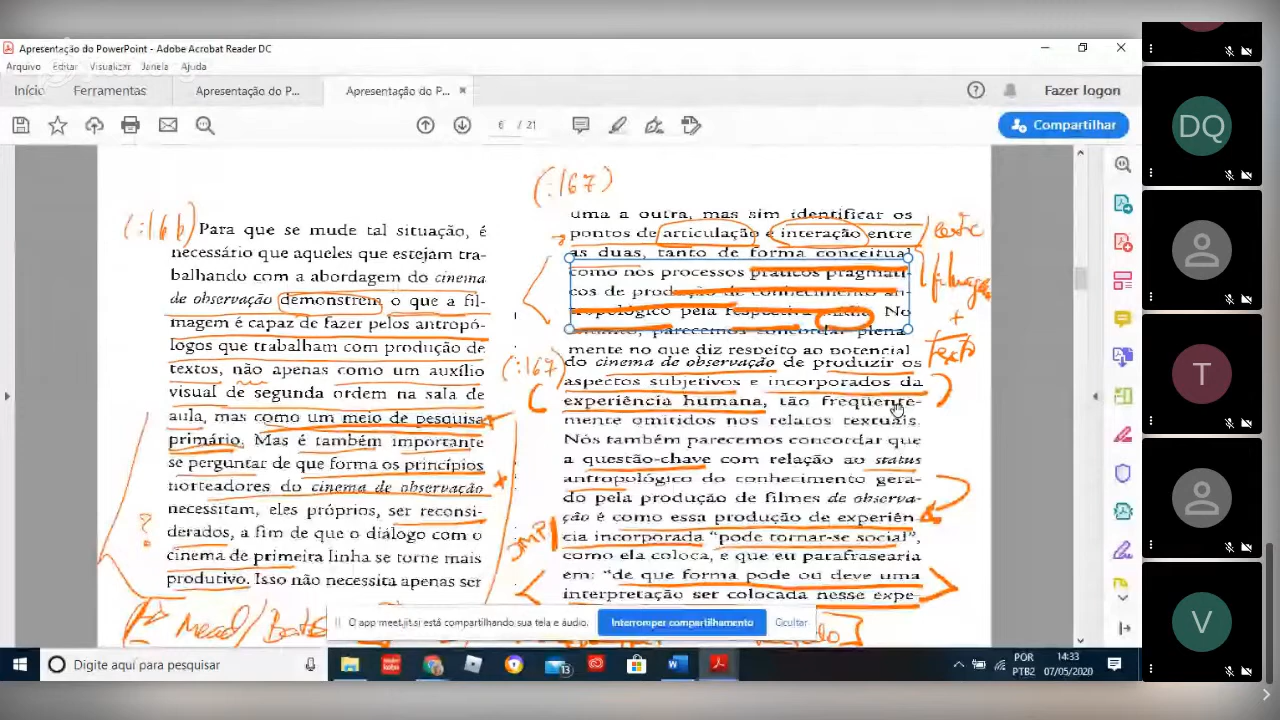 Apresentação do PowerPoint - Adobe Acrobat Reader DC
Arquivo Editar Visualizar Janela Ajuda
Início Ferramentas Apresentação do P... Apresentação do P... × Fazer logon
6 / 21 Compartilhar
(:166)
Para que se mude tal situação, é
necessário que aqueles que estejam tra-
balhando com a abordagem do cinema
de observação demonstrem o que a fil-
magem é capaz de fazer pelos antropó-
logos que trabalham com produção de
textos, não apenas como um auxílio
visual de segunda ordem na sala de
aula, mas como um meio de pesquisa
primário. Mas é também importante
se perguntar de que forma os princípios
norteadores do cinema de observação
necessitam, eles próprios, ser reconsi-
derados, a fim de que o diálogo com o
cinema de primeira linha se torne mais
produtivo. Isso não necessita apenas ser
?
Mead/
(:167)
uma a outra, mas sim identificar os
pontos de articulação e interação entre
as duas, tanto de forma conceitual
como nos processos práticos pragmáti-
cos de produção de conhecimento an-
tropológico pela respectiva mídia. No
entanto, parecemos concordar plena-
mente no que diz respeito ao potencial
+
Texto
(:167)
do cinema de observação de produzir os
aspectos subjetivos e incorporados da
experiência humana, tão freqüente-
mente omitidos nos relatos textuais.
Nós também parecemos concordar que
a questão-chave com relação ao status
antropológico do conhecimento gera-
do pela produção de filmes de observa-
ção é como essa produção de experiên-
cia incorporada "pode tornar-se social",
como ela coloca, e que eu parafrasearia
em: "de que forma pode ou deve uma
interpretação ser colocada nesse expe-
IMP
O app meet.jit.si está compartilhando sua tela e áudio. Interromper compartilhamento Ocultar
DQ
T
V
Digite aqui para pesquisar
13
POR
PTB2
14:33
07/05/2020